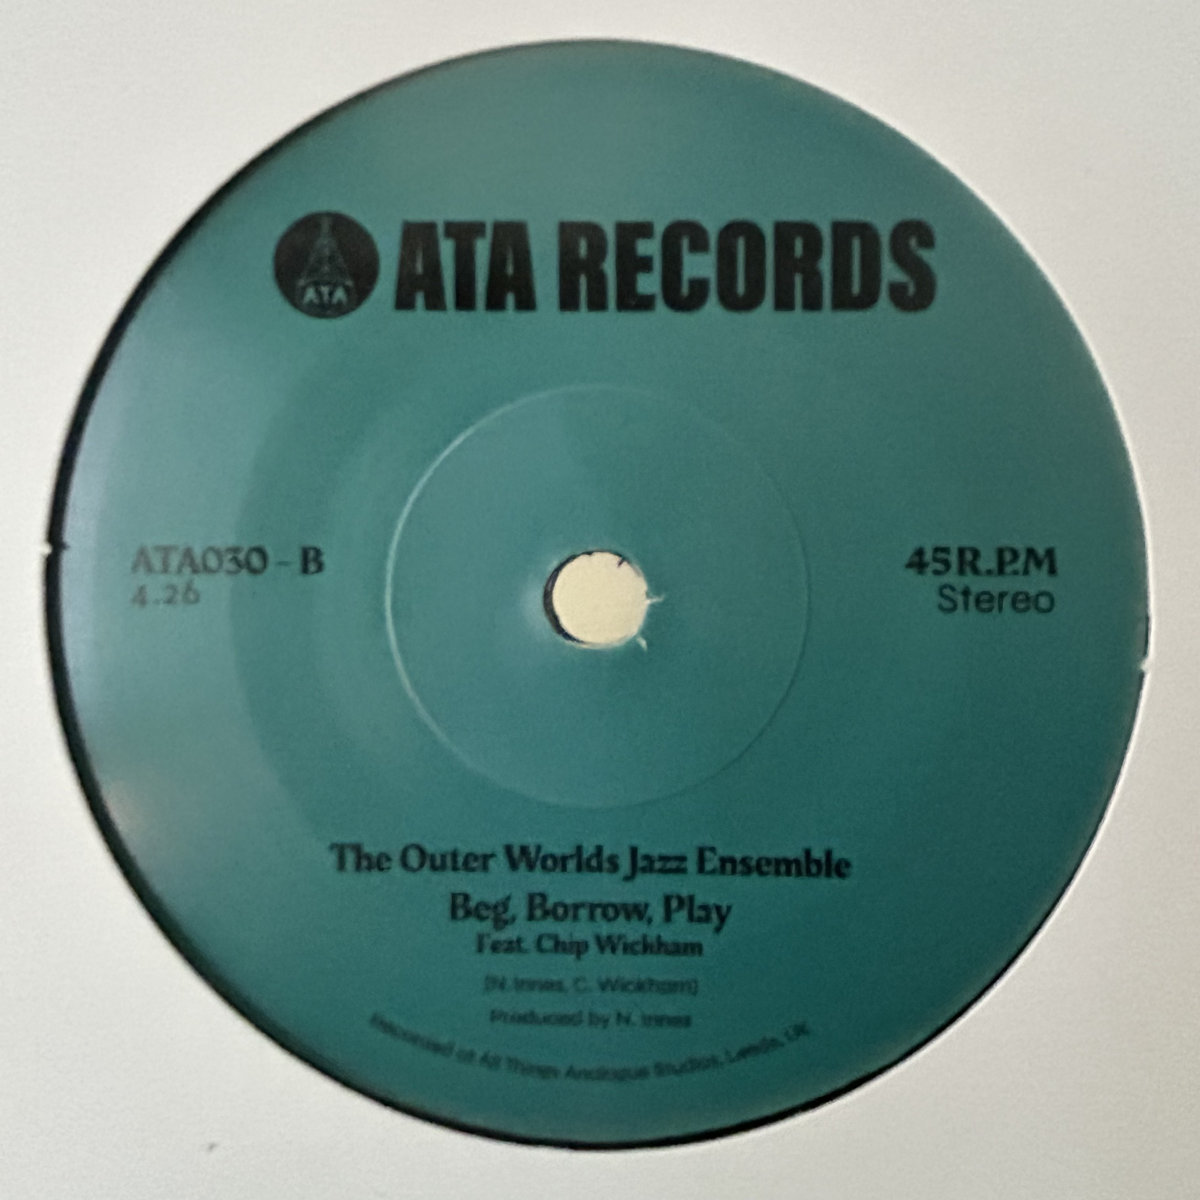 ATA
ATA RECORDS
ATA030 - B
4.26
45R.P.M
Stereo
The Outer Worlds Jazz Ensemble
Beg, Borrow, Play
Feat. Chip Wickham
(N. Innes, C. Wickham)
Produced by N. Innes
Recorded at All Things Analogue Studios, Leeds, UK